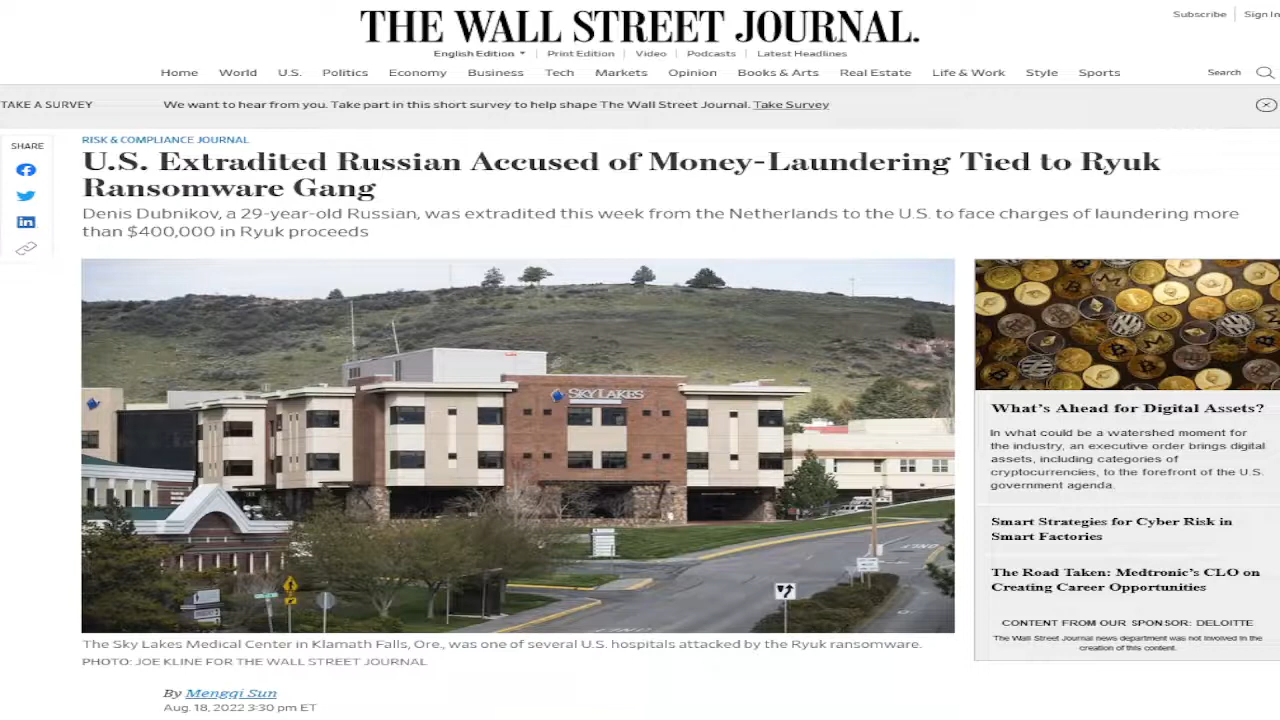 THE WALL STREET JOURNAL.
Subscribe
Sign In
English Edition
Print Edition
Video
Podcasts
Latest Headlines
Home
World
U.S.
Politics
Economy
Business
Tech
Markets
Opinion
Books & Arts
Real Estate
Life & Work
Style
Sports
Search
TAKE A SURVEY
We want to hear from you. Take part in this short survey to help shape The Wall Street Journal. Take Survey
SHARE
RISK & COMPLIANCE JOURNAL
U.S. Extradited Russian Accused of Money-Laundering Tied to Ryuk
Ransomware Gang
Denis Dubnikov, a 29-year-old Russian, was extradited this week from the Netherlands to the U.S. to face charges of laundering more
than $400,000 in Ryuk proceeds
SKY LAKES
The Sky Lakes Medical Center in Klamath Falls, Ore., was one of several U.S. hospitals attacked by the Ryuk ransomware.
PHOTO: JOE KLINE FOR THE WALL STREET JOURNAL
By Mengqi Sun
Aug. 18, 2022 3:30 pm ET
What's Ahead for Digital Assets?
In what could be a watershed moment for
the industry, an executive order brings digital
assets, including categories of
cryptocurrencies, to the forefront of the U.S.
government agenda.
Smart Strategies for Cyber Risk in
Smart Factories
The Road Taken: Medtronic's CLO on
Creating Career Opportunities
CONTENT FROM OUR SPONSOR: DELOITTE
The Wall Street Journal news department was not involved in the
creation of this content.